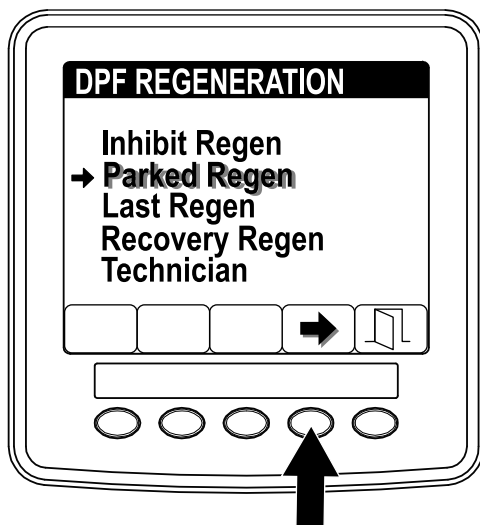 DPF REGENERATION
Inhibit Regen
Parked Regen
Last Regen
Recovery Regen
Technician